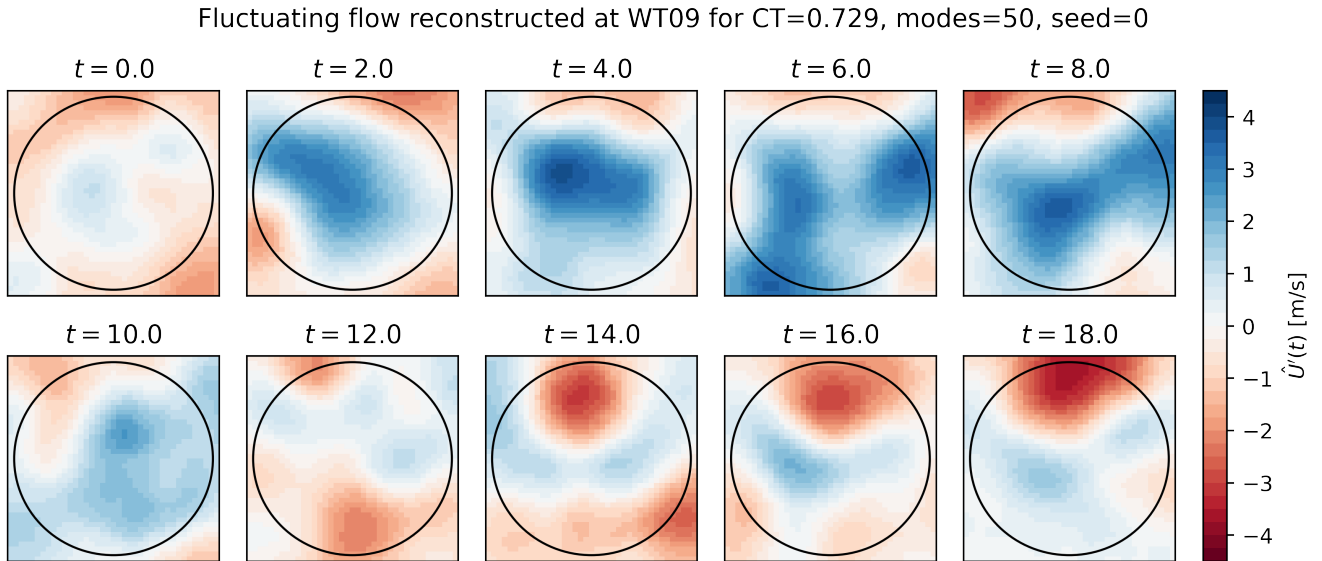 Fluctuating flow reconstructed at WT09 for CT=0.729, modes=50, seed=0
t = 0.0
t = 2.0
t = 4.0
t = 6.0
t = 8.0
t = 10.0
t = 12.0
t = 14.0
t = 16.0
t = 18.0
4
3
2
1
0
−1
−2
−3
−4
Û′(t) [m/s]